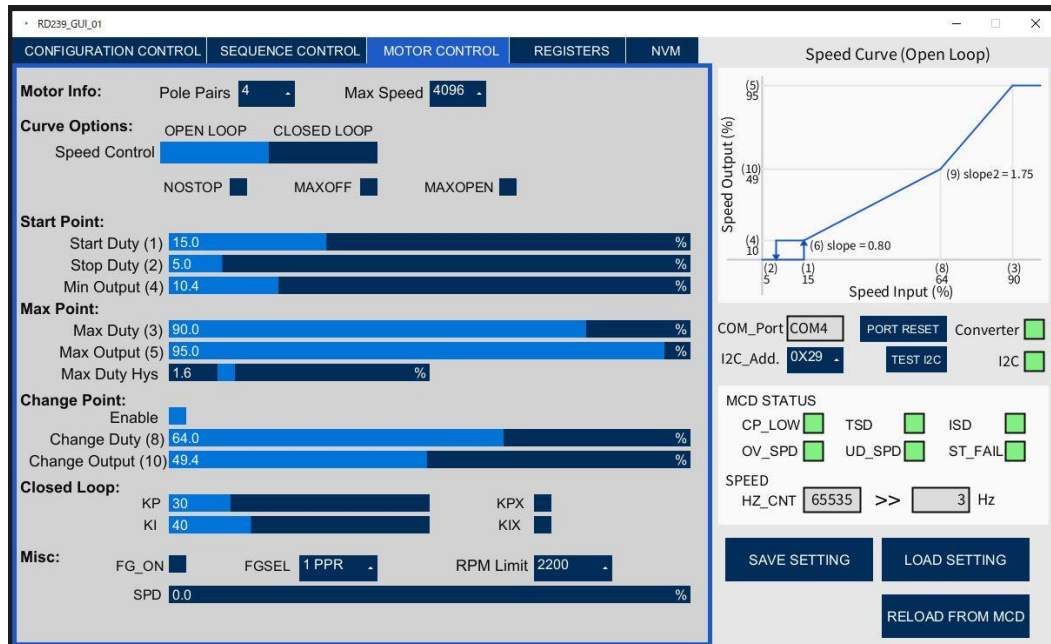 RD239_GUI_01
CONFIGURATION CONTROL SEQUENCE CONTROL MOTOR CONTROL REGISTERS NVM
Motor Info: Pole Pairs 4 Max Speed 4096
Curve Options: OPEN LOOP CLOSED LOOP
Speed Control
NOSTOP MAXOFF MAXOPEN
Start Point:
Start Duty (1) 15.0 %
Stop Duty (2) 5.0 %
Min Output (4) 10.4 %
Max Point:
Max Duty (3) 90.0 %
Max Output (5) 95.0 %
Max Duty Hys 1.6 %
Change Point:
Enable
Change Duty (8) 64.0 %
Change Output (10) 49.4 %
Closed Loop:
KP 30 KPX
KI 40 KIX
Misc: FG_ON FGSEL 1 PPR RPM Limit 2200
SPD 0.0 %
Speed Curve (Open Loop)
Speed Output (%)
(5)
95
(10)
49
(9) slope2 = 1.75
(4)
10
(6) slope = 0.80
(2) (1) (8) (3)
5 15 64 90
Speed Input (%)
COM_Port COM4 PORT RESET Converter
I2C_Add. 0X29 TEST I2C I2C
MCD STATUS
CP_LOW TSD ISD
OV_SPD UD_SPD ST_FAIL
SPEED
HZ_CNT 65535 >> 3 Hz
SAVE SETTING LOAD SETTING
RELOAD FROM MCD